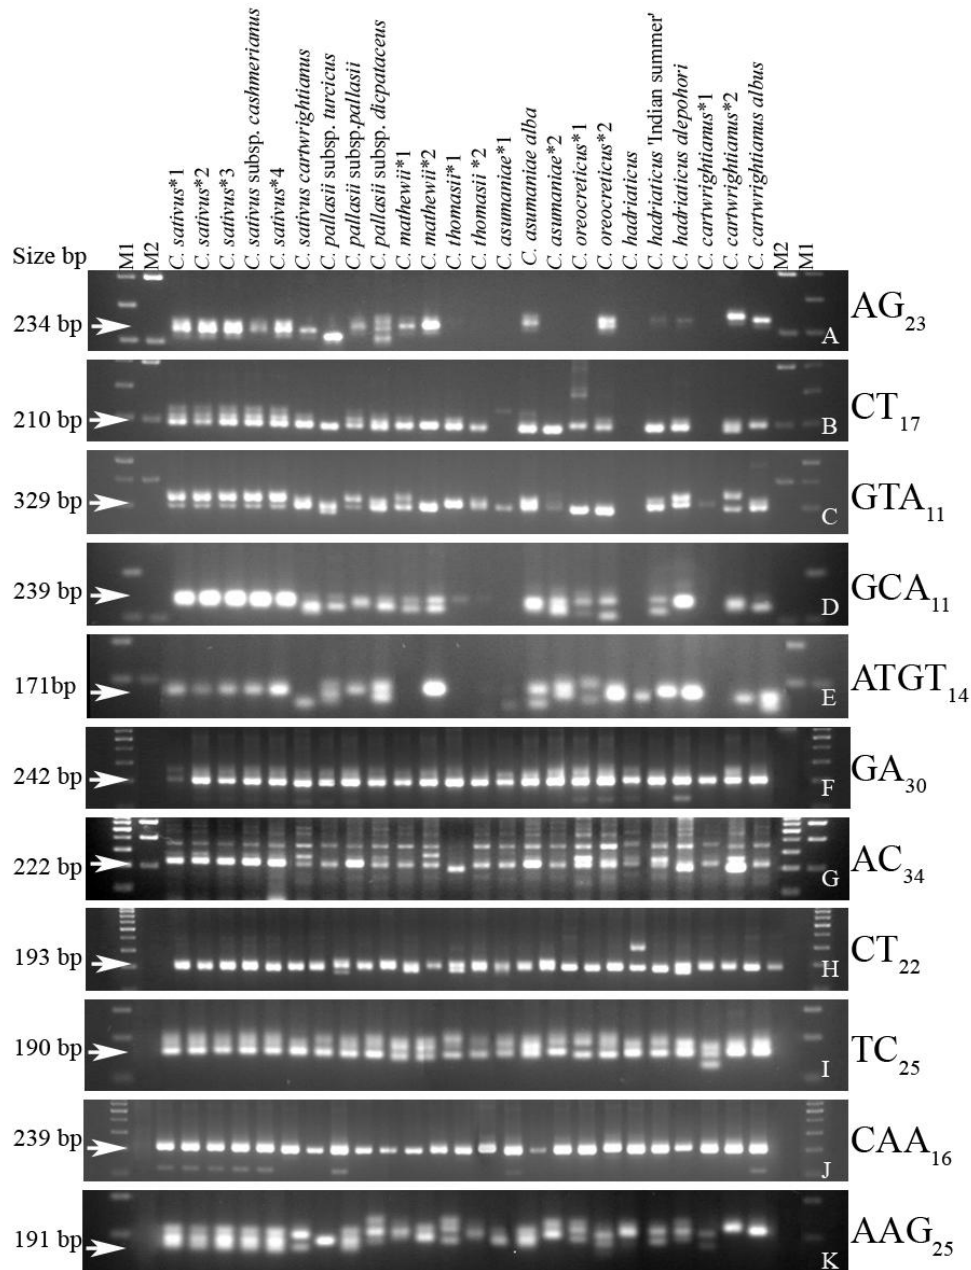 Size bp
M1
M2
C. sativus*1
C. sativus*2
C. sativus*3
C. sativus subsp. cashmerianus
C. sativus*4
C. sativus cartwrightianus
C. pallasii subsp. turcicus
C. pallasii subsp.pallasii
C. pallasii subsp. dicpataceus
C. mathewii*1
C. mathewii*2
C. thomasii*1
C. thomasii *2
C. asumaniae*1
C. asumaniae alba
C. asumaniae*2
C. oreocreticus*1
C. oreocreticus*2
C. hadriaticus
C. hadriaticus 'Indian summer'
C. hadriaticus depohori
C. cartwrightianus*1
C. cartwrightianus*2
C. cartwrightianus albus
M2
M1
234 bp A AG23
210 bp B CT17
329 bp C GTA11
239 bp D GCA11
171bp E ATGT14
242 bp F GA30
222 bp G AC34
193 bp H CT22
190 bp I TC25
239 bp J CAA16
191 bp K AAG25